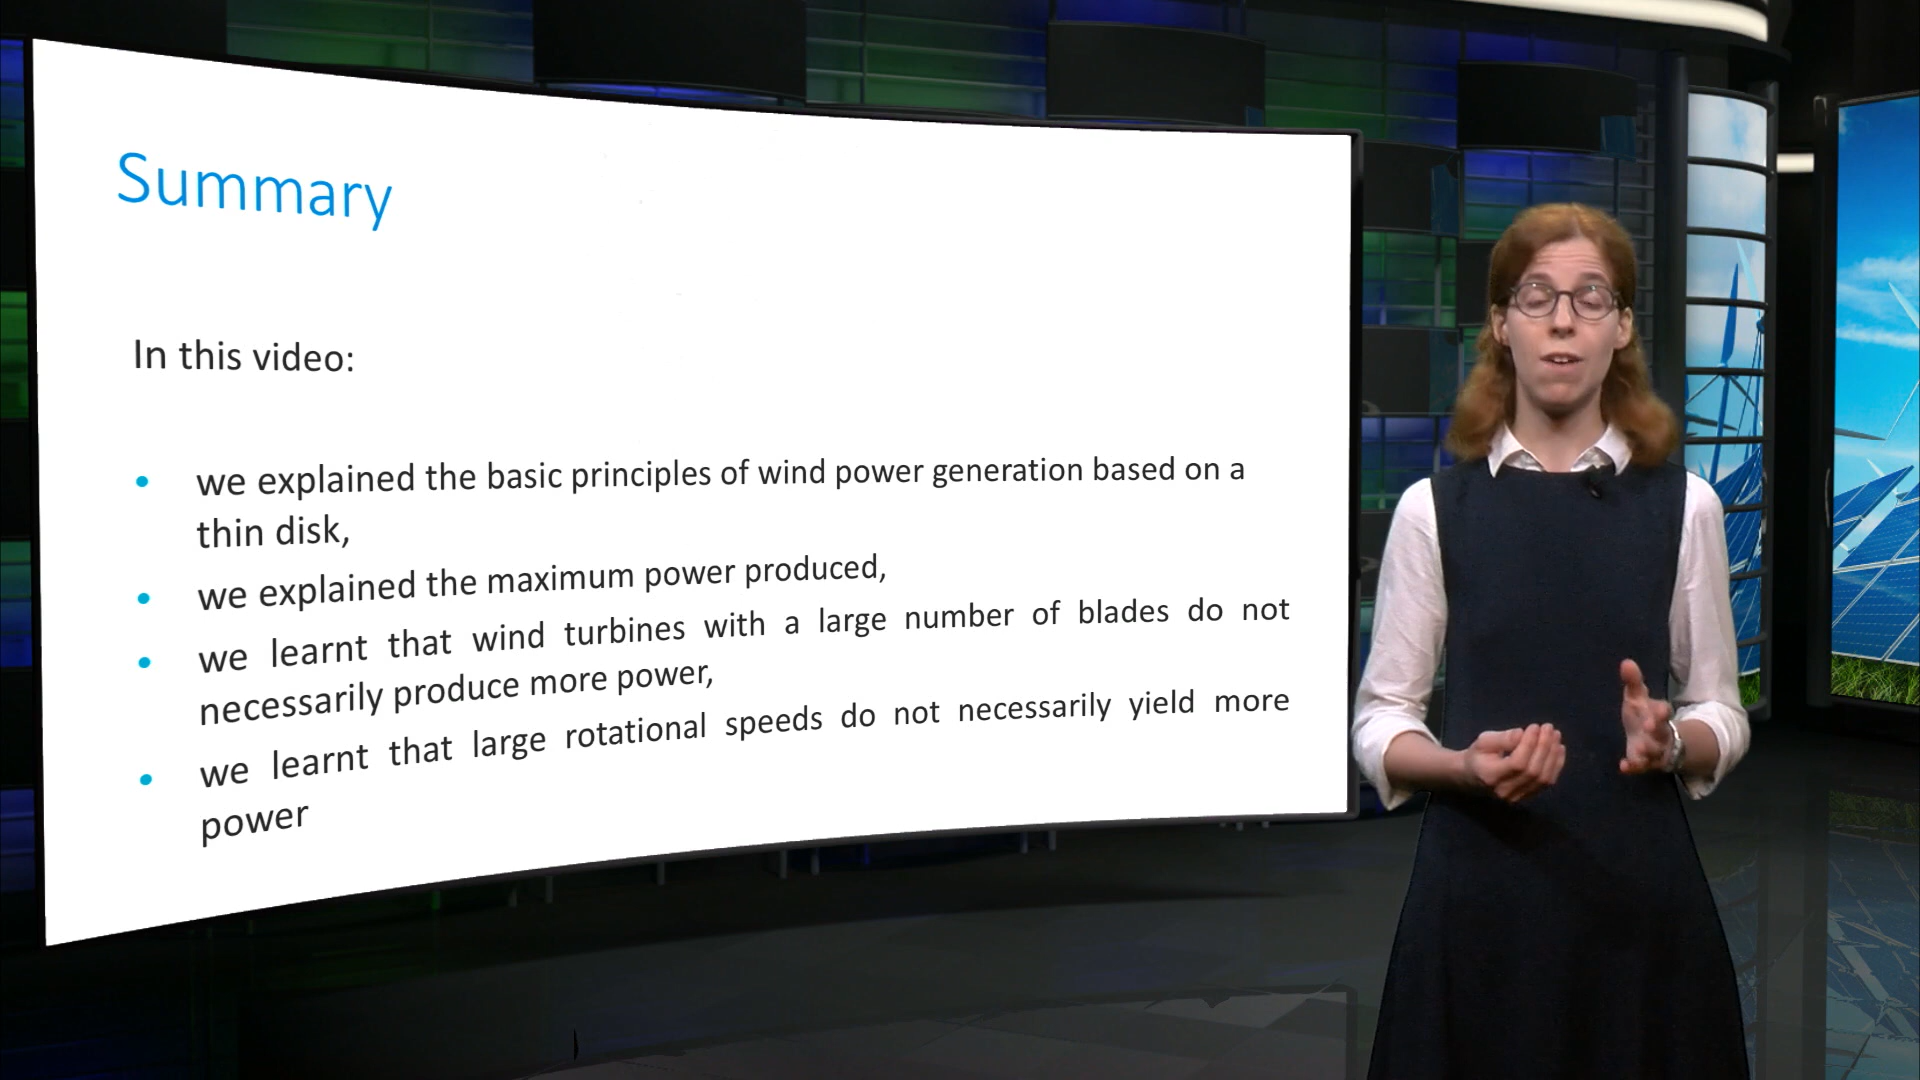 Summary
In this video:
• we explained the basic principles of wind power generation based on a
thin disk,
• we explained the maximum power produced,
• we learnt that wind turbines with a large number of blades do not
necessarily produce more power,
• we learnt that large rotational speeds do not necessarily yield more
power